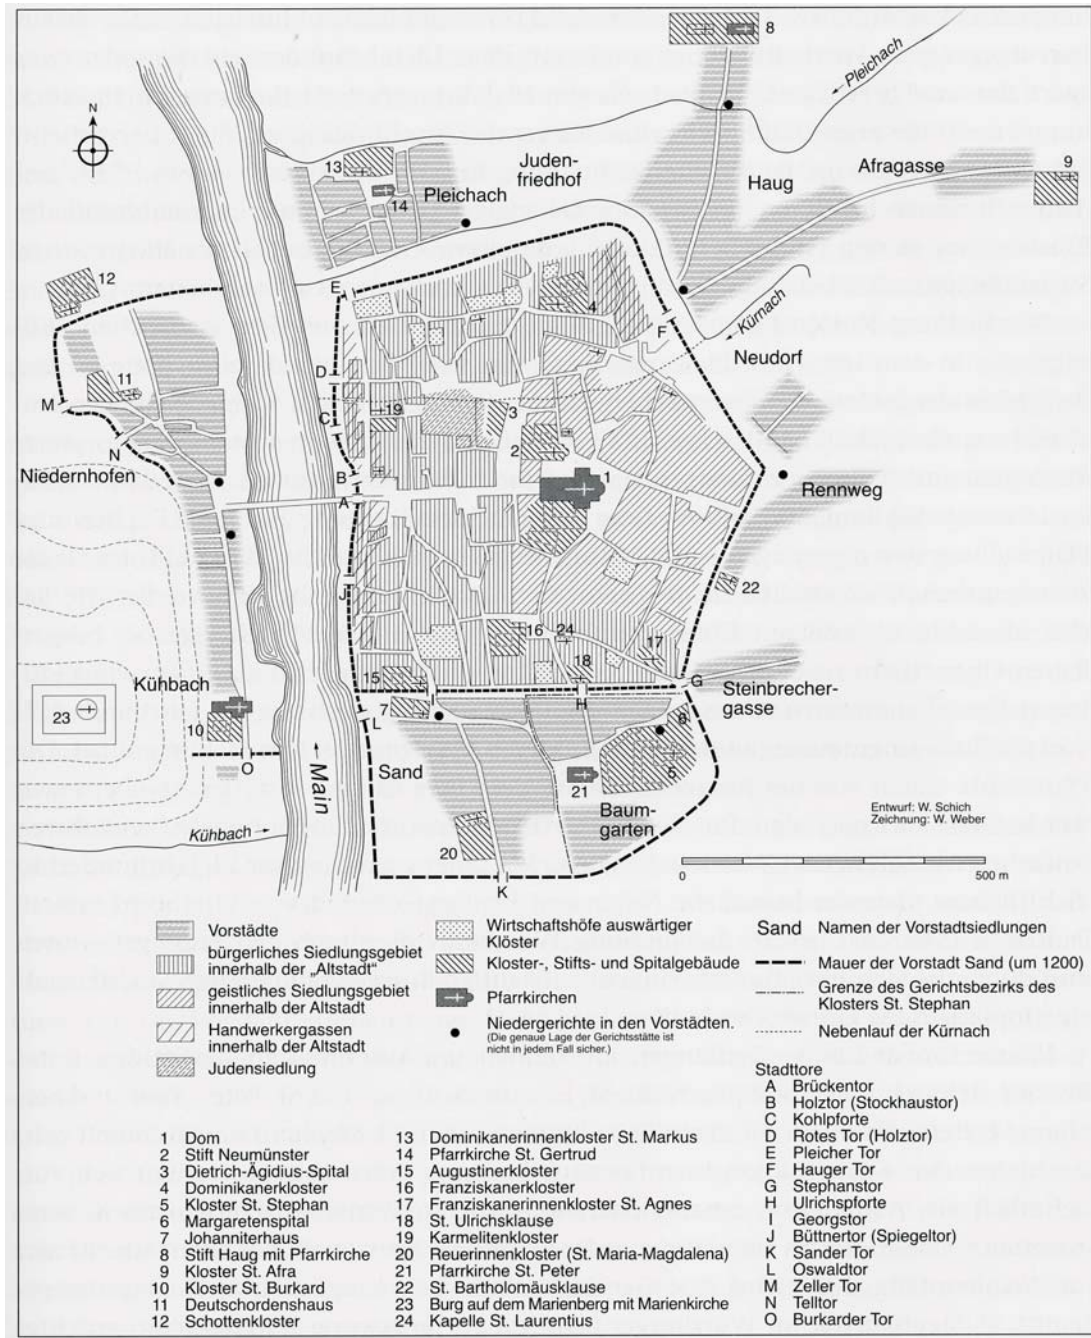 N
8
Pleichach
9
13
Juden-
friedhof
Afragasse
Haug
Pleichach
14
12
E
4
F
Kürnach
Neudorf
D
11
M
C
19
3
N
2
Niedernhofen
B
1
A
Rennweg
22
J
16
24
17
15
18
G
Steinbrecher-
gasse
Kühbach
7
H
6
23
L
10
Sand
5
O
Main
21
Baum-
garten
Entwurf: W. Schich
Zeichnung: W. Weber
Kühbach
20
K
0
500 m
Vorstädte
bürgerliches Siedlungsgebiet
innerhalb der „Altstadt"
geistliches Siedlungsgebiet
innerhalb der Altstadt
Handwerkergassen
innerhalb der Altstadt
Judensiedlung
Wirtschaftshöfe auswärtiger
Klöster
Kloster-, Stifts- und Spitalgebäude
Pfarrkirchen
Niedergerichte in den Vorstädten.
(Die genaue Lage der Gerichtsstätte ist
nicht in jedem Fall sicher.)
Sand Namen der Vorstadtsiedlungen
Mauer der Vorstadt Sand (um 1200)
Grenze des Gerichtsbezirks des
Klosters St. Stephan
Nebenlauf der Kürnach
1 Dom
2 Stift Neumünster
3 Dietrich-Ägidius-Spital
4 Dominikanerkloster
5 Kloster St. Stephan
6 Margaretenspital
7 Johanniterhaus
8 Stift Haug mit Pfarrkirche
9 Kloster St. Afra
10 Kloster St. Burkard
11 Deutschordenshaus
12 Schottenkloster
13 Dominikanerinnenkloster St. Markus
14 Pfarrkirche St. Gertrud
15 Augustinerkloster
16 Franziskanerkloster
17 Franziskanerinnenkloster St. Agnes
18 St. Ulrichsklause
19 Karmelitenkloster
20 Reuerinnenkloster (St. Maria-Magdalena)
21 Pfarrkirche St. Peter
22 St. Bartholomäusklause
23 Burg auf dem Marienberg mit Marienkirche
24 Kapelle St. Laurentius
Stadttore
A Brückentor
B Holztor (Stockhaustor)
C Kohlpforte
D Rotes Tor (Holztor)
E Pleicher Tor
F Hauger Tor
G Stephanstor
H Ulrichspforte
I Georgstor
J Büttnertor (Spiegeltor)
K Sander Tor
L Oswaldtor
M Zeller Tor
N Telltor
O Burkarder Tor